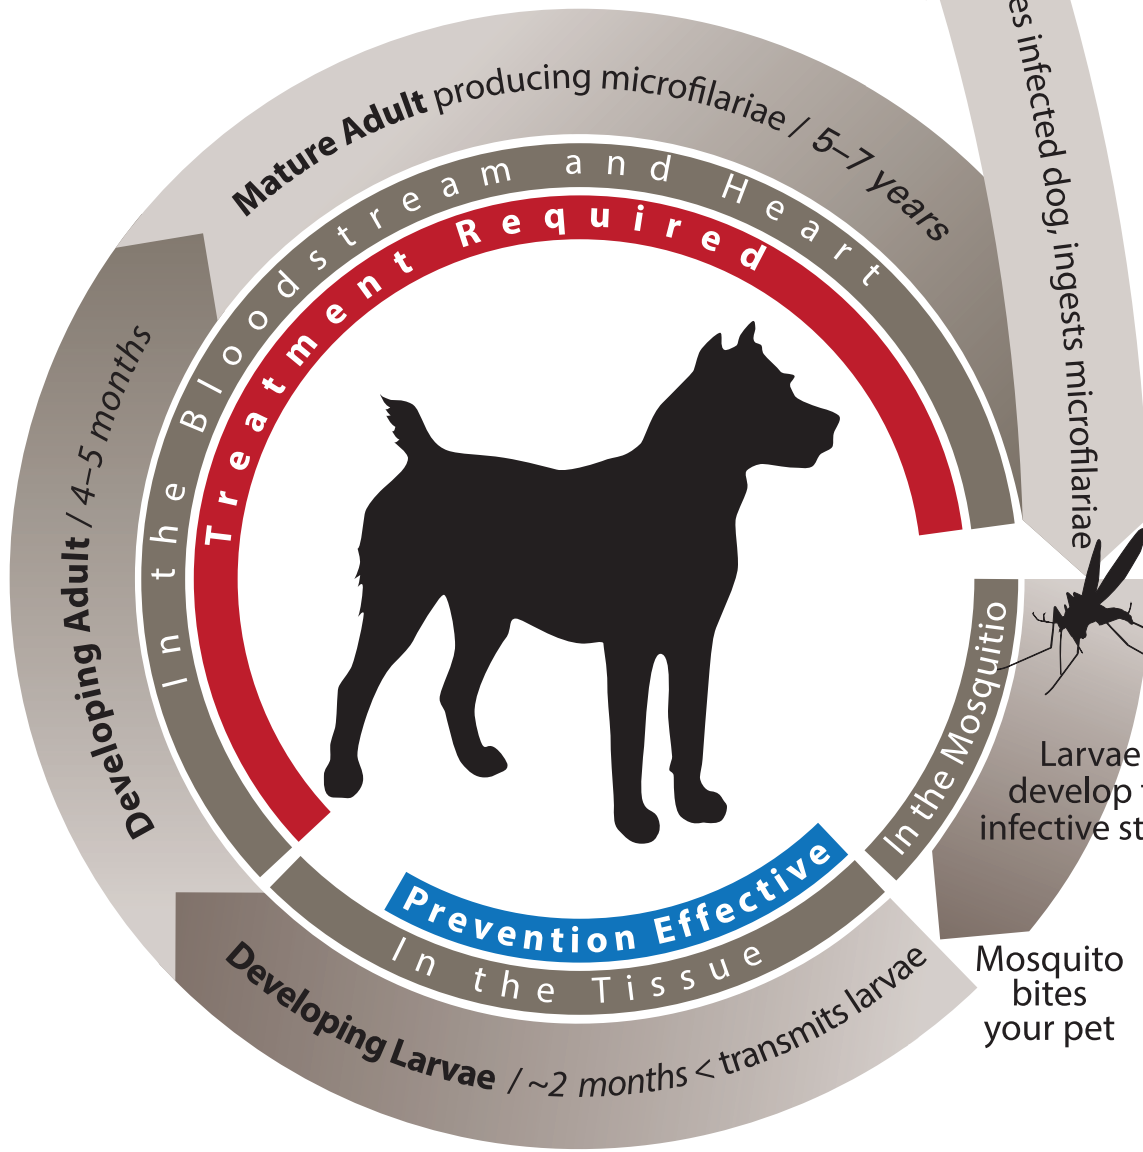 Mature Adult producing microfilariae / 5–7 years
infected dog, ingests microfilariae
In the Bloodstream and Heart
Treatment Required
Developing Adult / 4–5 months
In the Mosquitio
Larvae
develop
infective
Mosquito
bites
your pet
Prevention Effective
In the Tissue
Developing Larvae / ~2 months < transmits larvae